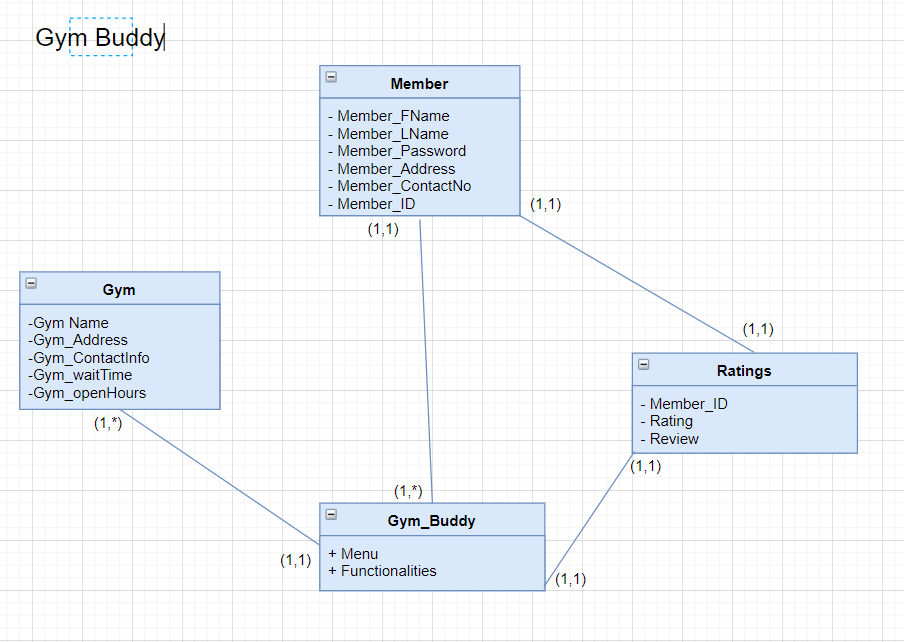 Gym Buddy
Member
- Member_FName
- Member_LName
- Member_Password
- Member_Address
- Member_ContactNo
- Member_ID
(1,1)
(1,1)
Gym
-Gym Name
-Gym_Address
-Gym_ContactInfo
-Gym_waitTime
-Gym_openHours
(1,*)
(1,1)
Ratings
- Member_ID
- Rating
- Review
(1,1)
(1,*)
Gym_Buddy
+ Menu
+ Functionalities
(1,1)
(1,1)